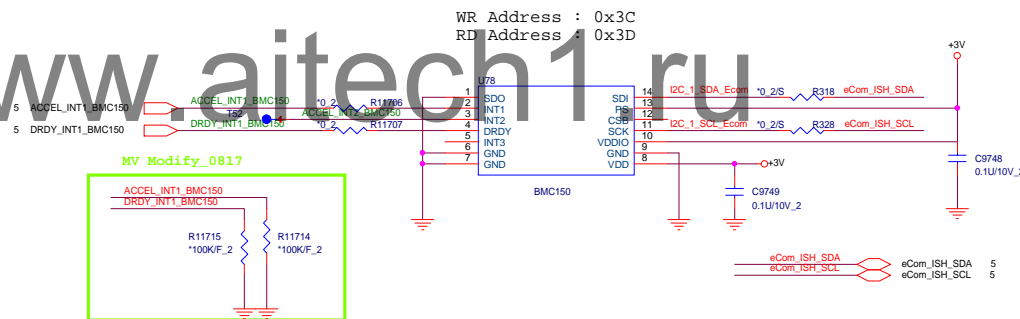 WR Address : 0x3C
RD Address : 0x3D
ww.aitech1.ru
+3V
U78
5 ACCEL_INT1_BMC150
ACCEL_INT1_BMC150
*0_2 R11706
T52
ACCEL_INT2_BMC150
5 DRDY_INT1_BMC150
DRDY_INT1_BMC150
*0_2 R11707
1 SDO
2 INT1
3 INT2
4 DRDY
5 INT3
6 GND
7 GND
SDI 14
PS 13
CSB 12
SCK 11
VDDIO 10
GND 9
VDD 8
BMC150
I2C_1_SDA_Ecom *0_2/S R318 eCom_ISH_SDA
I2C_1_SCL_Ecom *0_2/S R328 eCom_ISH_SCL
+3V
C9748
0.1U/10V_2
C9749
0.1U/10V_2
MV Modify_0817
ACCEL_INT1_BMC150
DRDY_INT1_BMC150
R11715
*100K/F_2
R11714
*100K/F_2
eCom_ISH_SDA eCom_ISH_SDA 5
eCom_ISH_SCL eCom_ISH_SCL 5